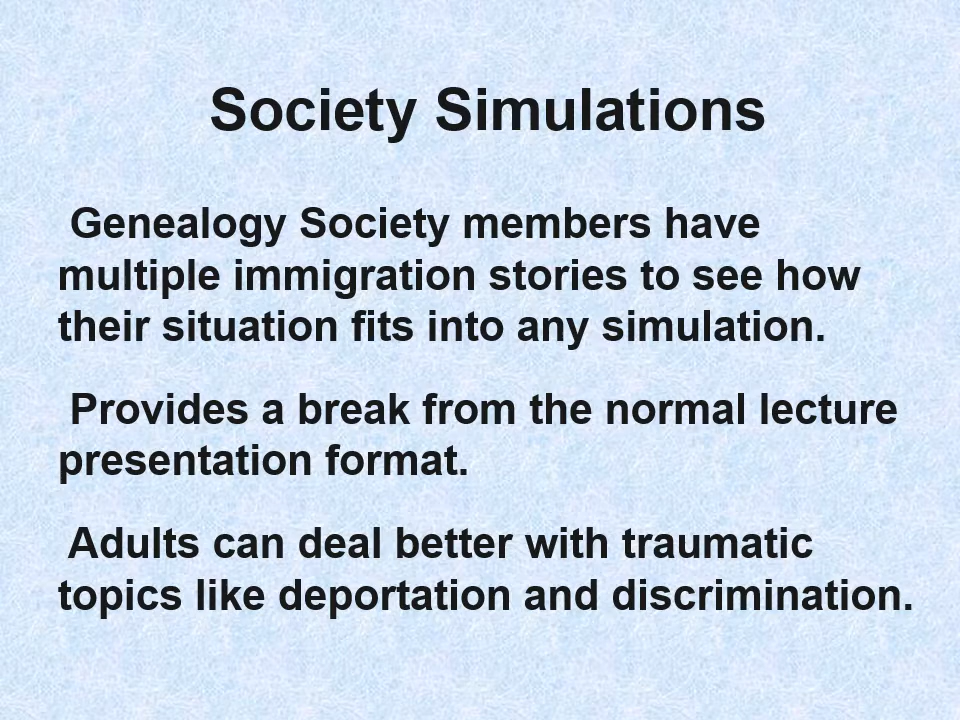 Society Simulations
Genealogy Society members have
multiple immigration stories to see how
their situation fits into any simulation.
Provides a break from the normal lecture
presentation format.
Adults can deal better with traumatic
topics like deportation and discrimination.